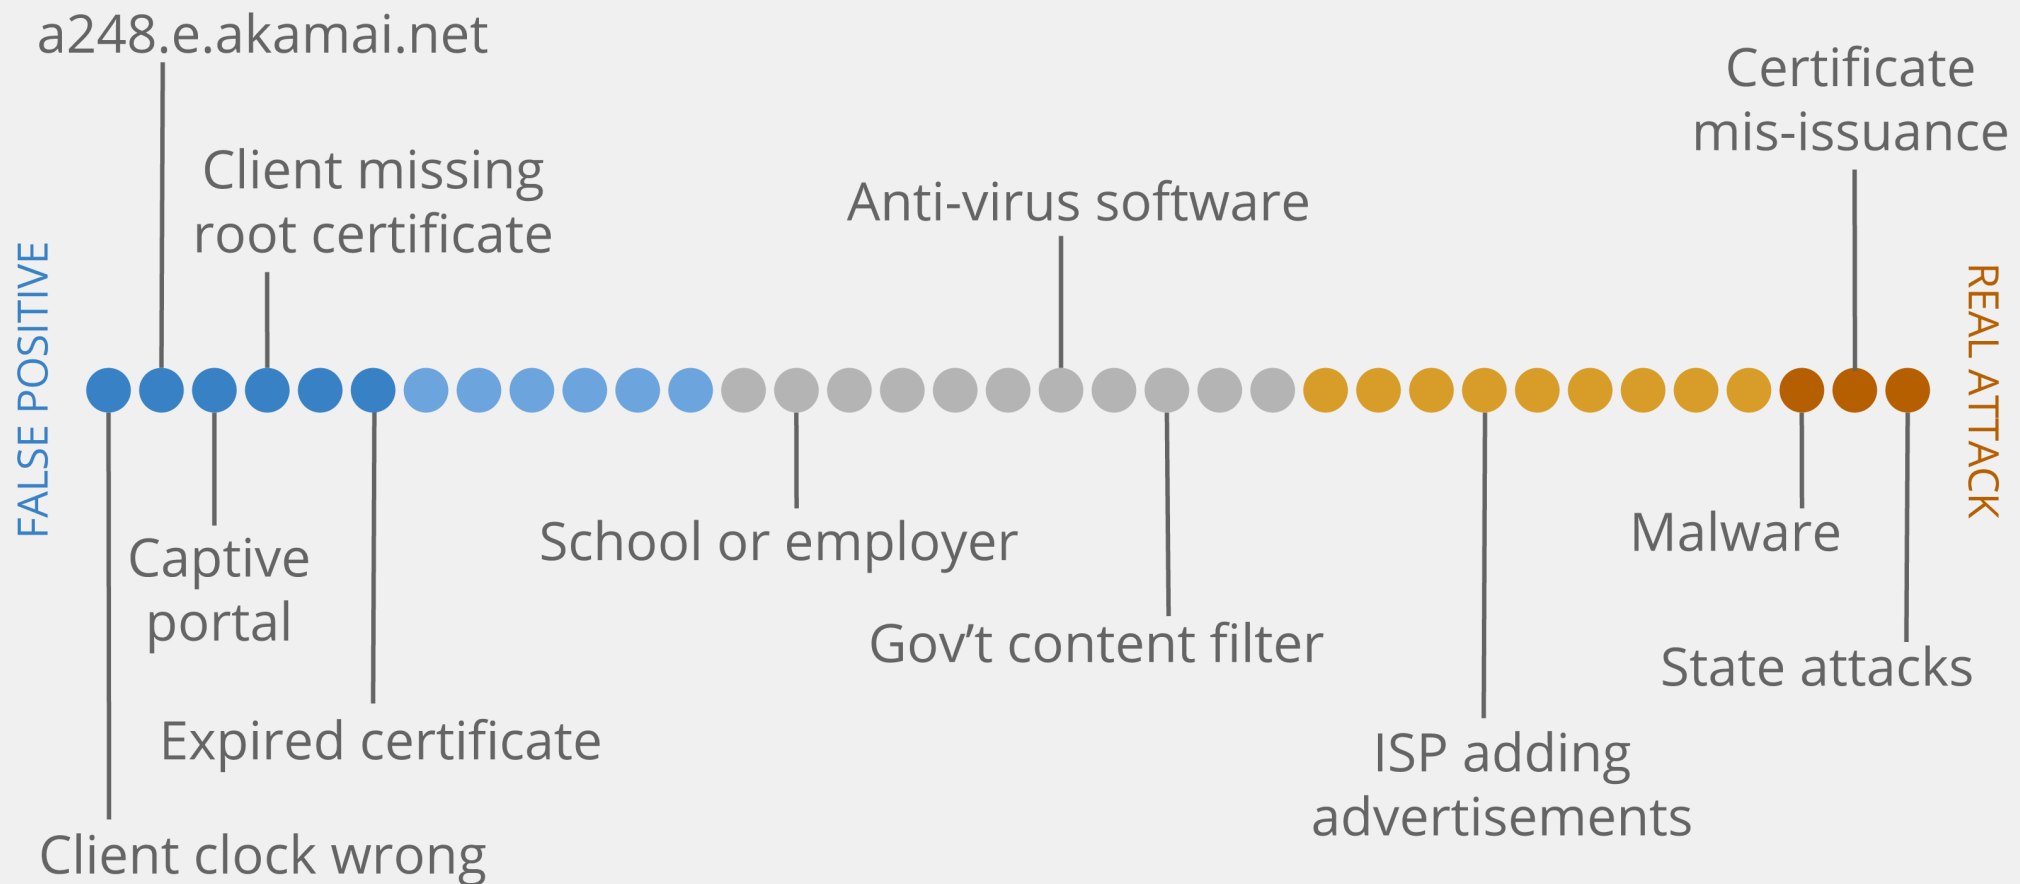 a248.e.akamai.net
Client missing
root certificate
Anti-virus software
Certificate
mis-issuance
FALSE POSITIVE
REAL ATTACK
Captive
portal
School or employer
Malware
Gov’t content filter
State attacks
Expired certificate
ISP adding
advertisements
Client clock wrong